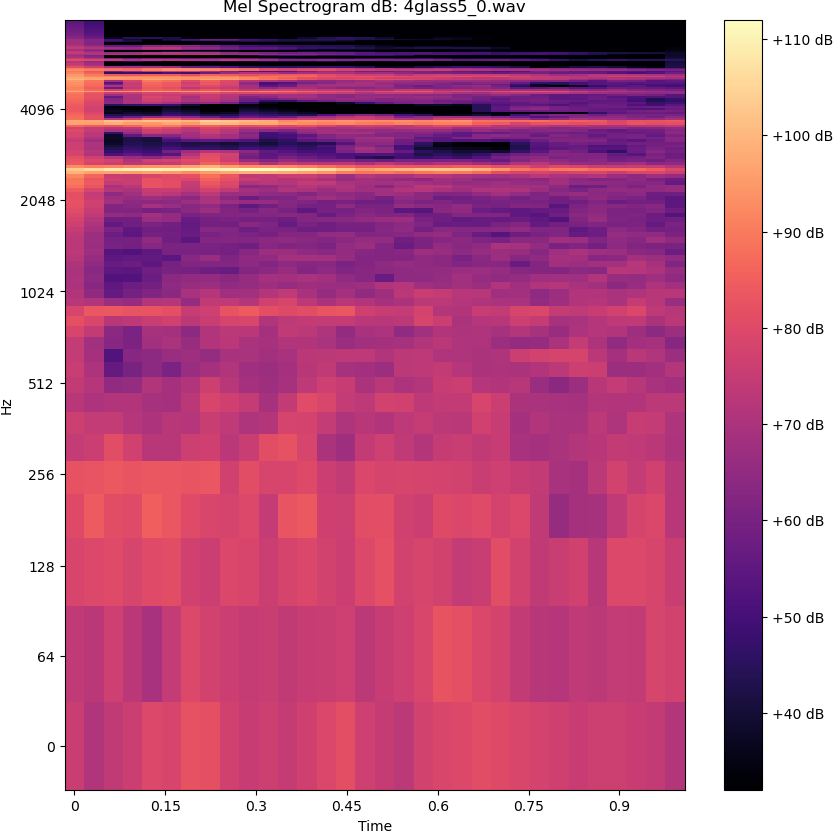 Mel Spectrogram dB: 4glass5_0.wav
Hz
4096
2048
1024
512
256
128
64
0
0
0.15
0.3
0.45
0.6
0.75
0.9
Time
+110 dB
+100 dB
+90 dB
+80 dB
+70 dB
+60 dB
+50 dB
+40 dB